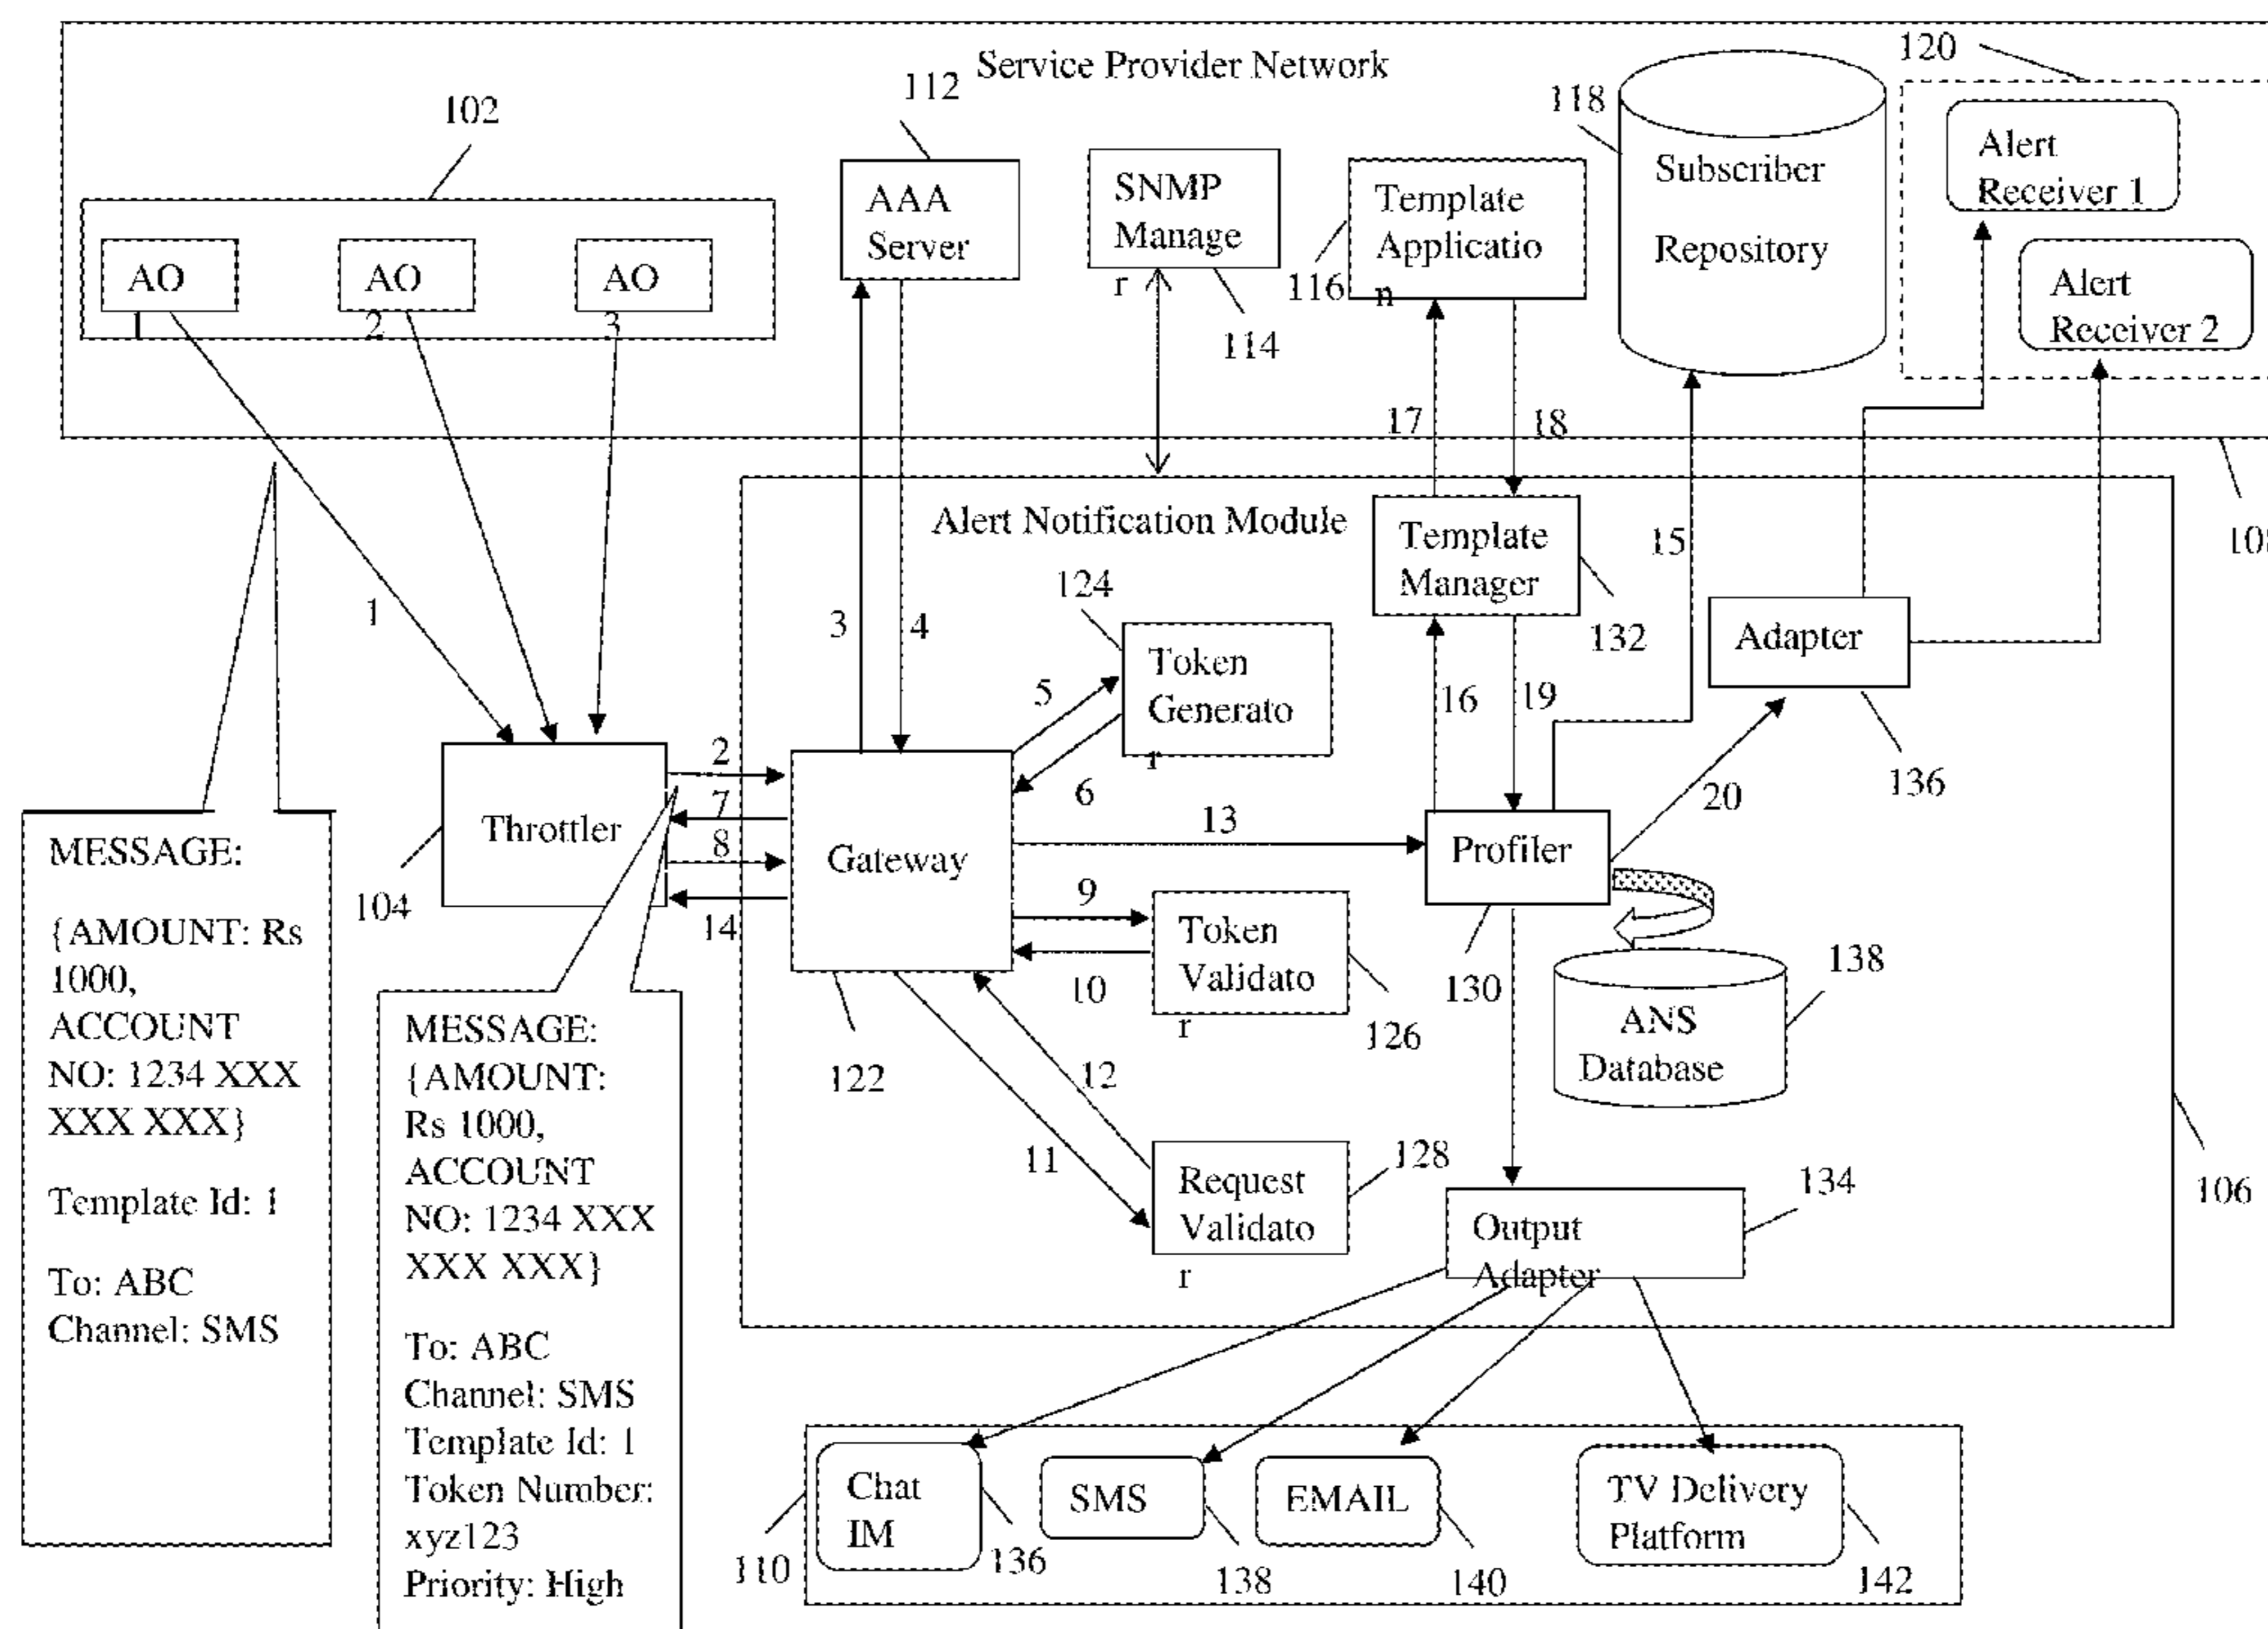 Service Provider Network
120
112
118
102
Alert
Receiver 1
Subscriber
Repository
AAA
Server
SNMP
Manage
r
Template
Applicatio
n
116
Alert
Receiver 2
AO
1
AO
2
AO
3
114
17
18
Alert Notification Module
Template
Manager
15
1
3
4
124
132
Token
Generato
r
Adapter
5
6
16
19
136
20
2
7
8
14
Throttler
104
Gateway
122
13
Profiler
130
9
10
Token
Validato
r
126
138
ANS
Database
12
11
Request
Validato
r
128
134
106
Output
Adapter
MESSAGE:
{AMOUNT: Rs
1000,
ACCOUNT
NO: 1234 XXX
XXX XXX}
Template Id: 1
To: ABC
Channel: SMS
MESSAGE:
{AMOUNT:
Rs 1000,
ACCOUNT
NO: 1234 XXX
XXX XXX}
To: ABC
Channel: SMS
Template Id: 1
Token Number:
xyz123
Priority: High
110
Chat
IM
136
SMS
138
EMAIL
140
TV Delivery
Platform
142